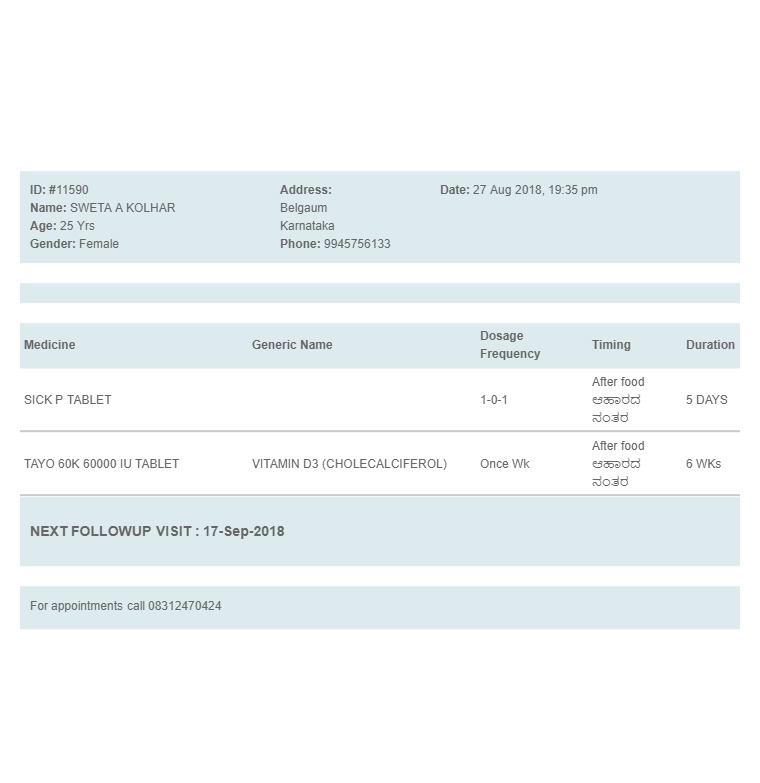 ID: #11590
Name: SWETA A KOLHAR
Age: 25 Yrs
Gender: Female
Address:
Belgaum
Karnataka
Phone: 9945756133
Date: 27 Aug 2018, 19:35 pm
Medicine Generic Name Dosage Frequency Timing Duration
SICK P TABLET 1-0-1 After food ಆಹಾರದ ನಂತರ 5 DAYS
TAYO 60K 60000 IU TABLET VITAMIN D3 (CHOLECALCIFEROL) Once Wk After food ಆಹಾರದ ನಂತರ 6 WKs
NEXT FOLLOWUP VISIT : 17-Sep-2018
For appointments call 08312470424